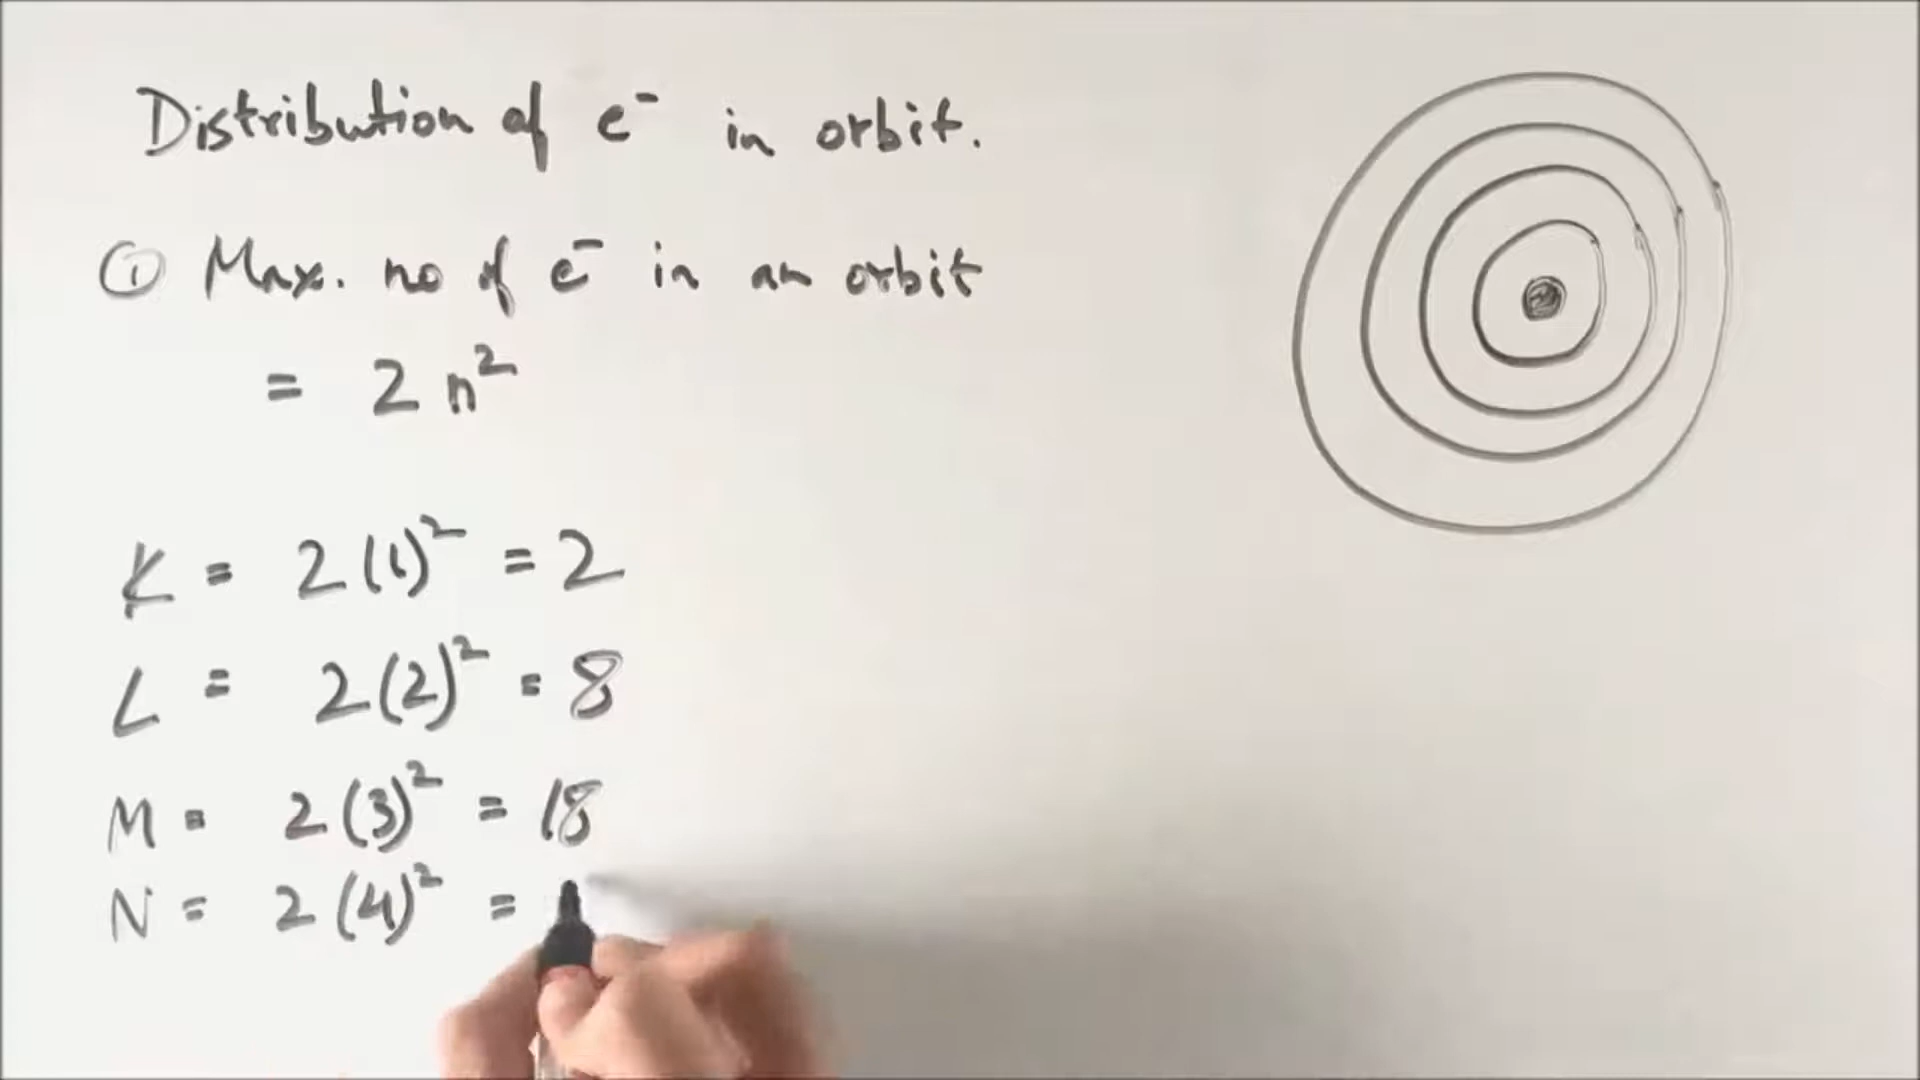 Distribution of e⁻ in orbit.
① Max. no of e⁻ in an orbit
= 2n²
K = 2(1)² = 2
L = 2(2)² = 8
M = 2(3)² = 18
N = 2(4)² =